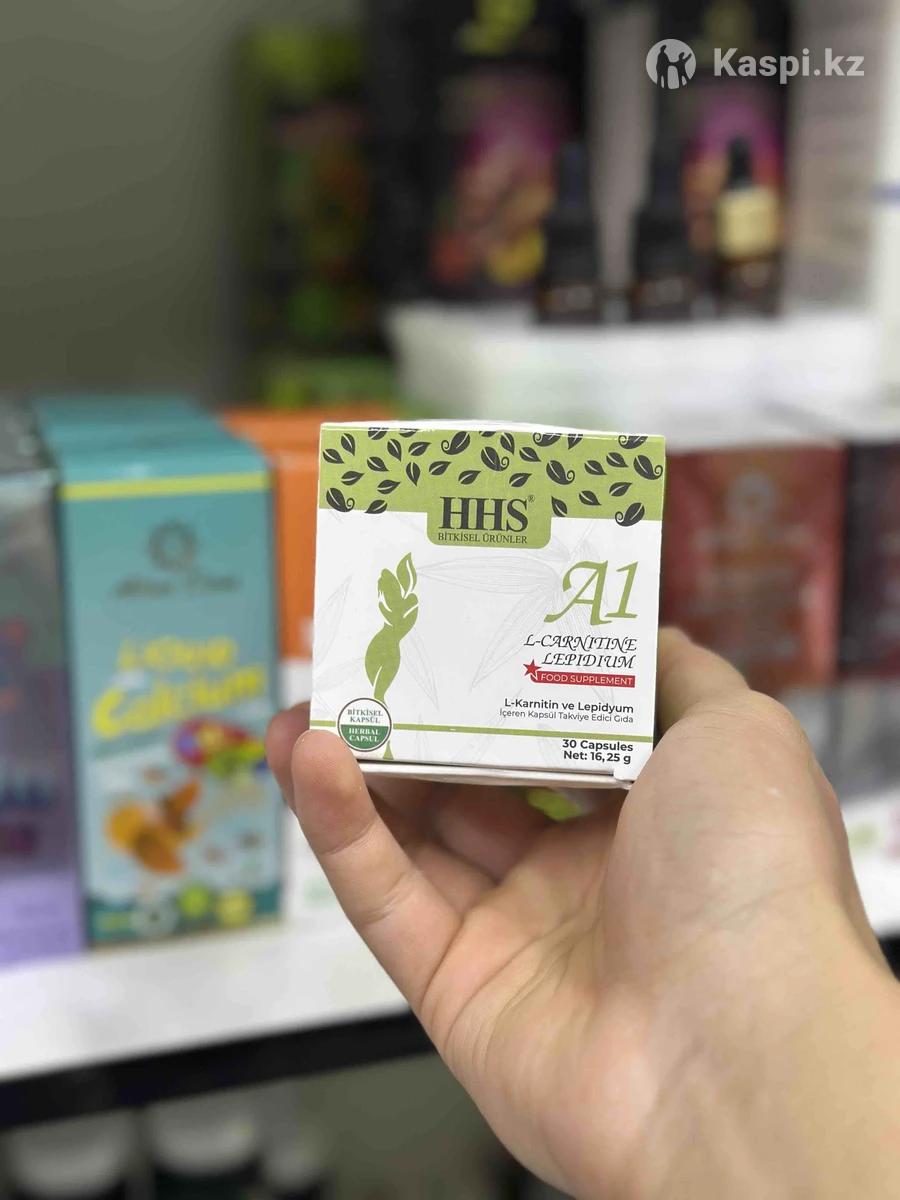 Kaspi.kz
HHS®
BİTKİSEL ÜRÜNLER
A1
L-CARNITINE
LEPIDIUM
FOOD SUPPLEMENT
L-Karnitin ve Lepidyum
İçeren Kapsül Takviye Edici Gıda
BİTKİSEL
KAPSÜL
HERBAL
CAPSUL
30 Capsules
Net: 16,25 g
Calcium